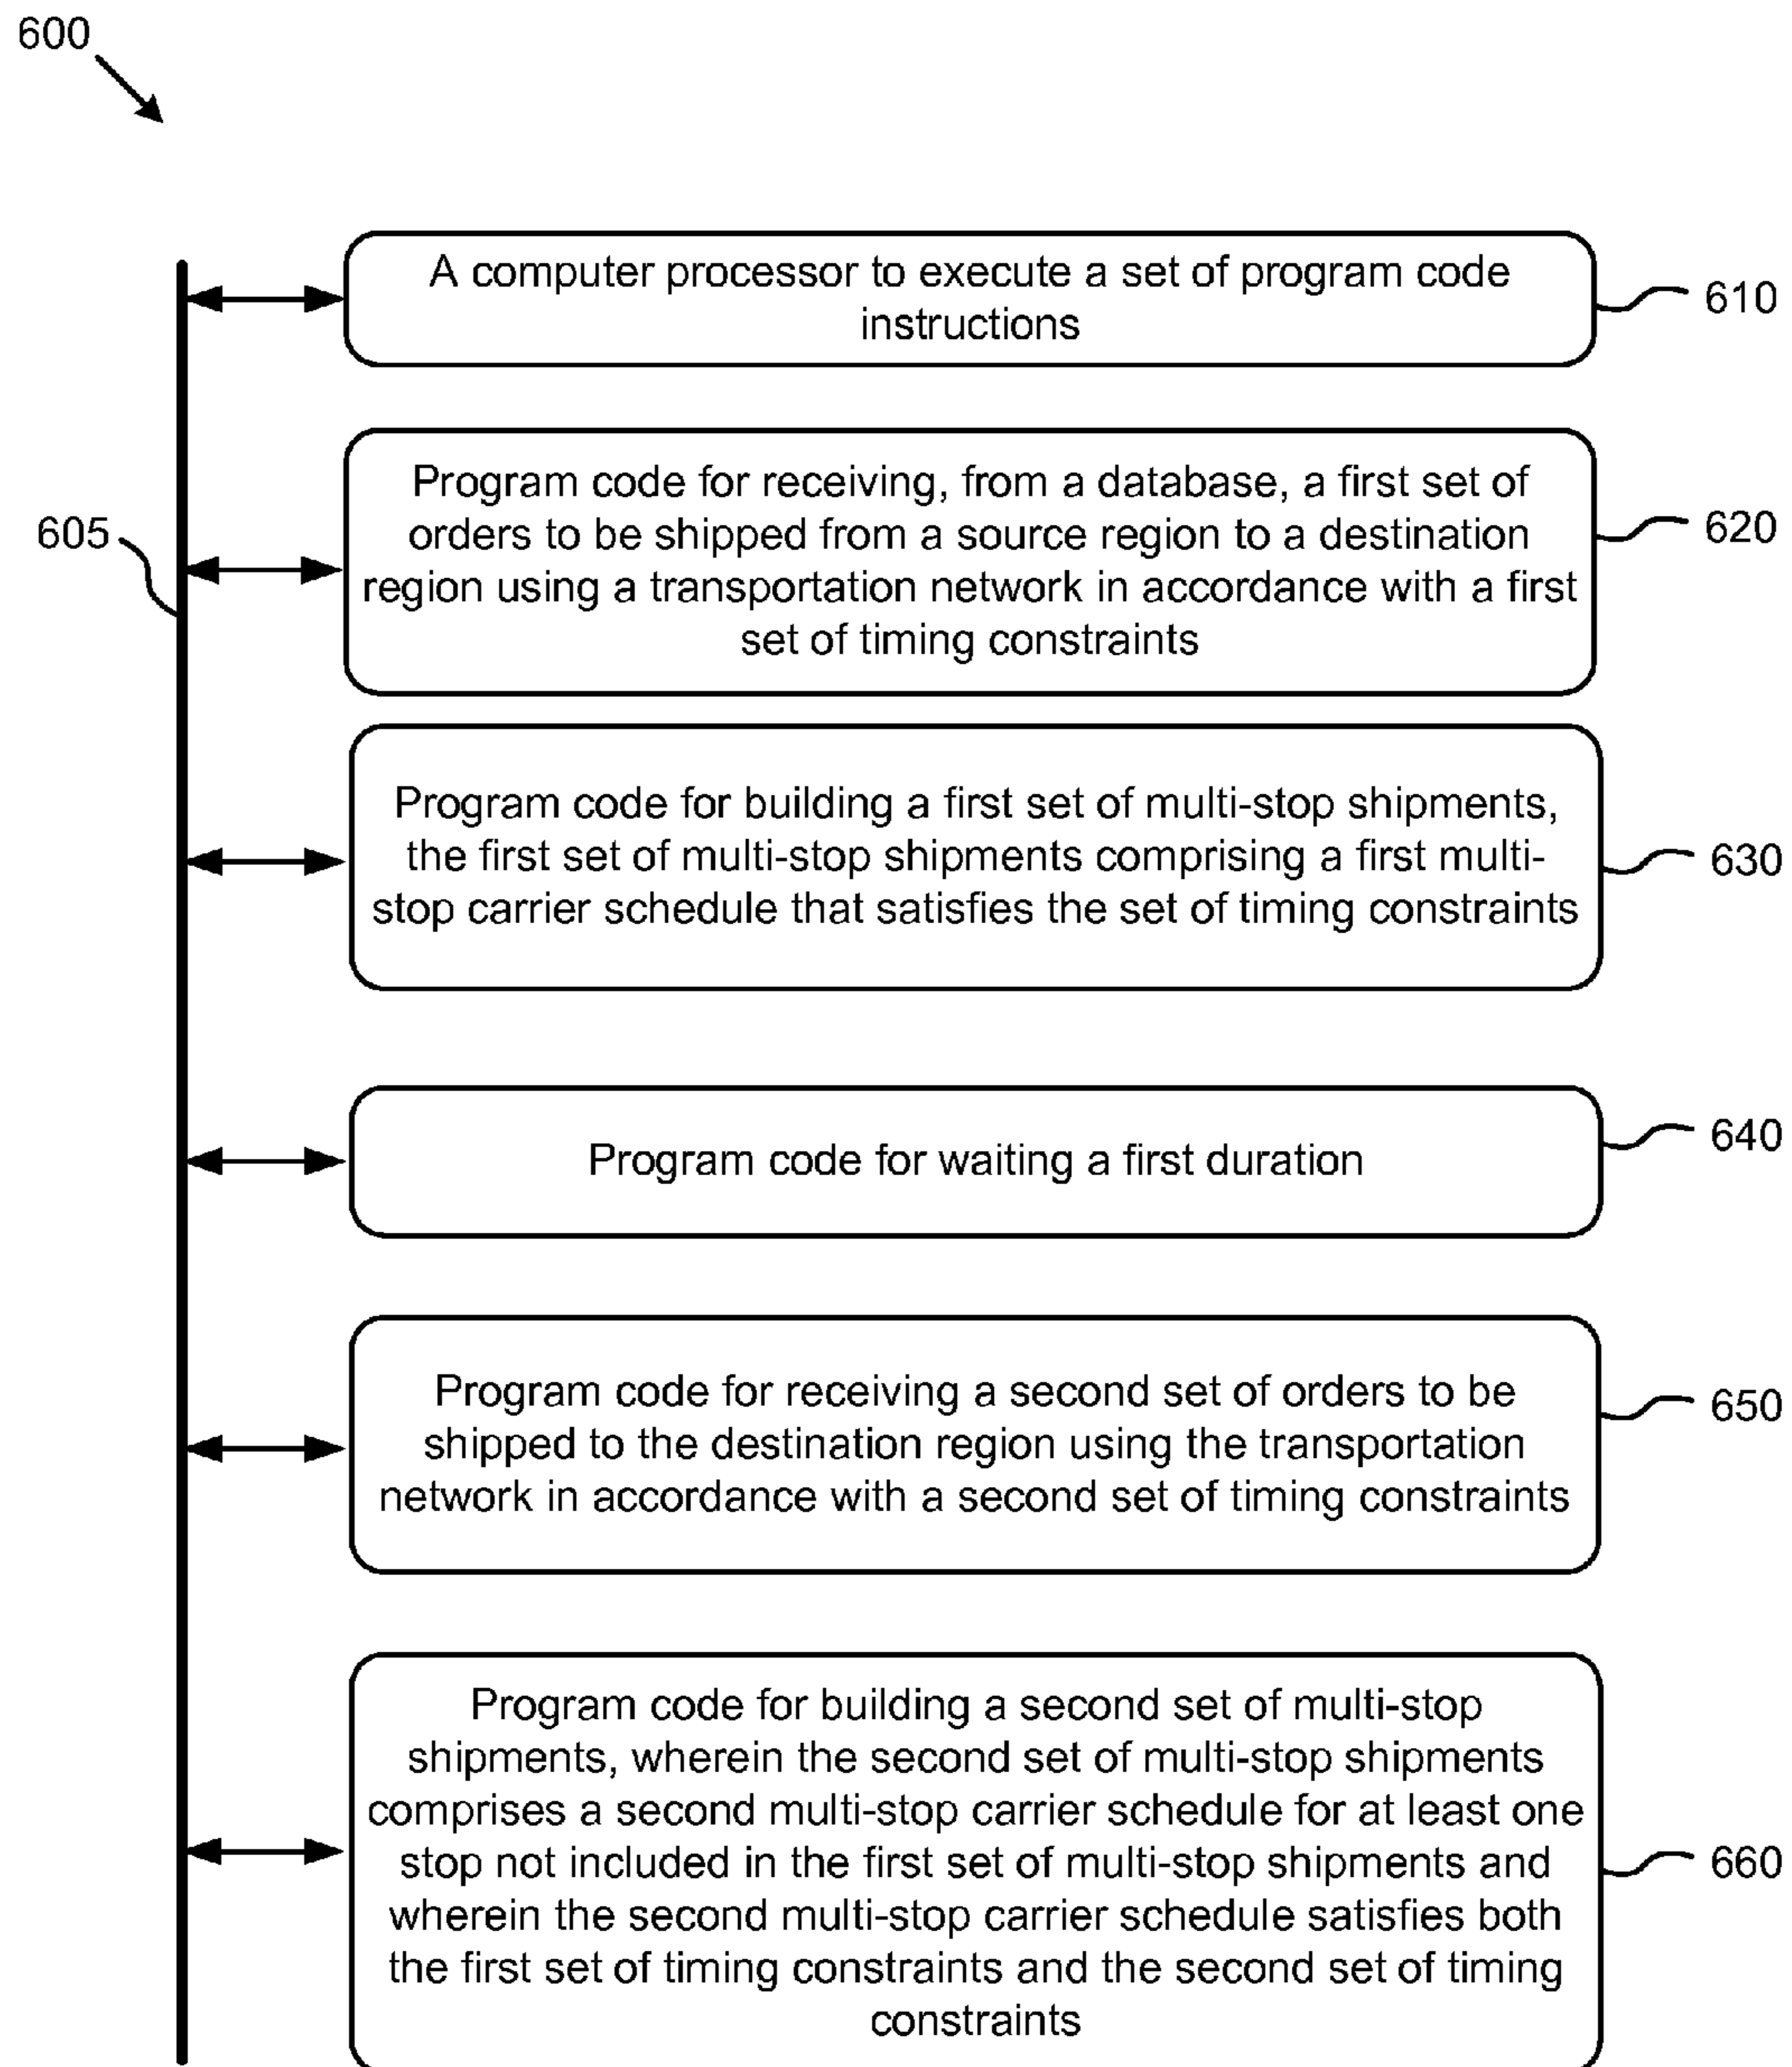 600
A computer processor to execute a set of program code
instructions
610
Program code for receiving, from a database, a first set of
orders to be shipped from a source region to a destination
region using a transportation network in accordance with a first
set of timing constraints
620
605
Program code for building a first set of multi-stop shipments,
the first set of multi-stop shipments comprising a first multi-
stop carrier schedule that satisfies the set of timing constraints
630
Program code for waiting a first duration
640
Program code for receiving a second set of orders to be
shipped to the destination region using the transportation
network in accordance with a second set of timing constraints
650
Program code for building a second set of multi-stop
shipments, wherein the second set of multi-stop shipments
comprises a second multi-stop carrier schedule for at least one
stop not included in the first set of multi-stop shipments and
wherein the second multi-stop carrier schedule satisfies both
the first set of timing constraints and the second set of timing
constraints
660